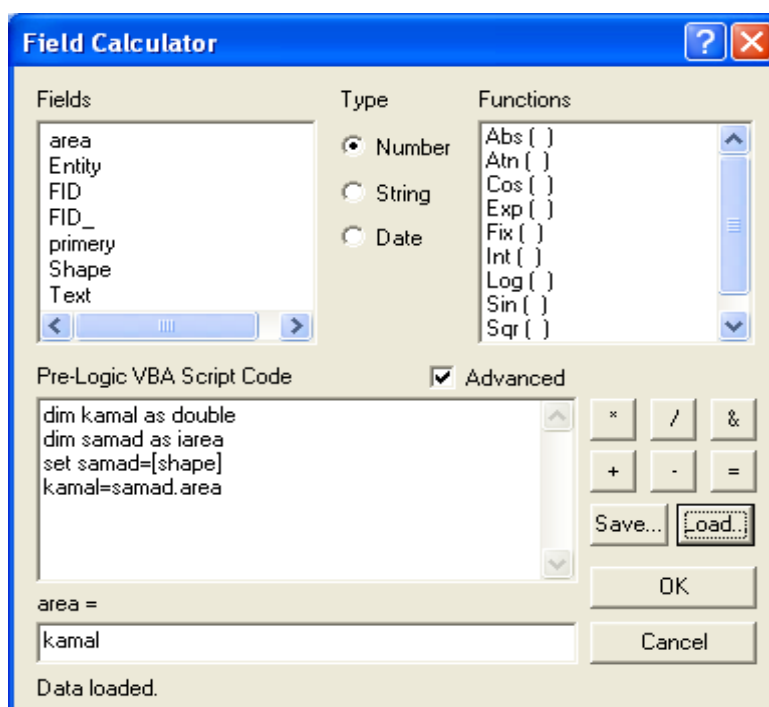 Field Calculator
Fields
Type
Functions
area
Entity
FID
FID_
primery
Shape
Text
Number
String
Date
Abs ( )
Atn ( )
Cos ( )
Exp ( )
Fix ( )
Int ( )
Log ( )
Sin ( )
Sqr ( )
Pre-Logic VBA Script Code
Advanced
dim kamal as double
dim samad as iarea
set samad=[shape]
kamal=samad.area
* / &
+ - =
Save... Load...
area =
OK
kamal
Cancel
Data loaded.